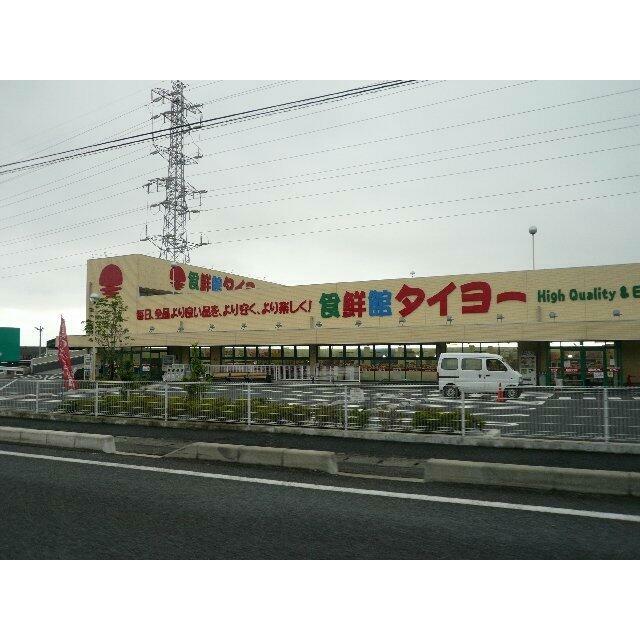 食鮮館タイヨー
毎日、全品より良い品を、より安く、より楽しく!
食鮮館タイヨー
High Quality &